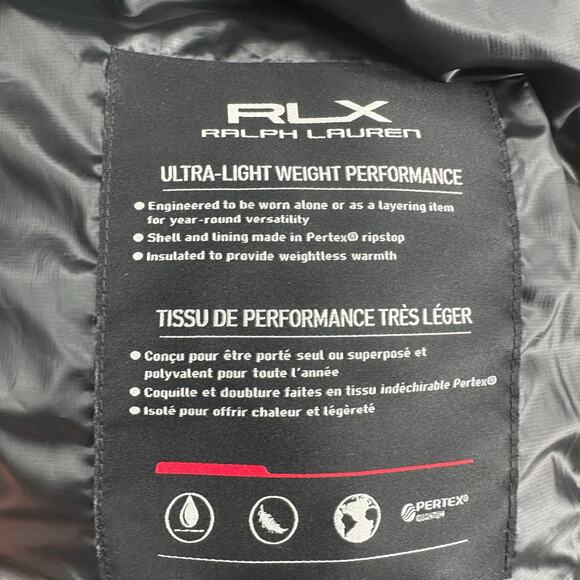 RLX
RALPH LAUREN
ULTRA-LIGHT WEIGHT PERFORMANCE
● Engineered to be worn alone or as a layering item
for year-round versatility
● Shell and lining made in Pertex® ripstop
● Insulated to provide weightless warmth
TISSU DE PERFORMANCE TRÈS LÉGER
● Conçu pour être porté seul ou superposé et
polyvalent pour toute l'année
● Coquille et doublure faites en tissu indéchirable Pertex®
● Isolé pour offrir chaleur et légèreté
PERTEX®
QUANTUM